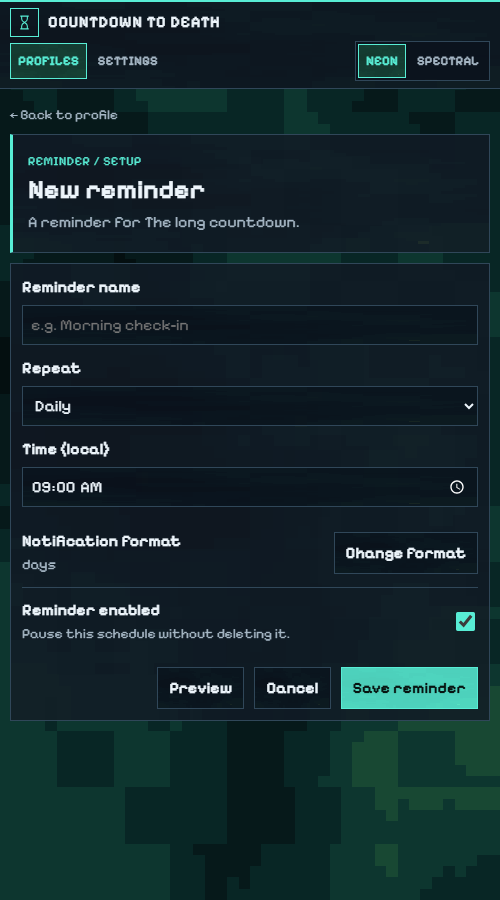 COUNTDOWN TO DEATH
PROFILES SETTINGS NEON SPECTRAL
← Back to profile
REMINDER / SETUP
New reminder
A reminder for The long countdown.
Reminder name
e.g. Morning check-in
Repeat
Daily
Time (local)
09:00 AM
Notification format
days
Change format
Reminder enabled
Pause this schedule without deleting it.
Preview Cancel Save reminder